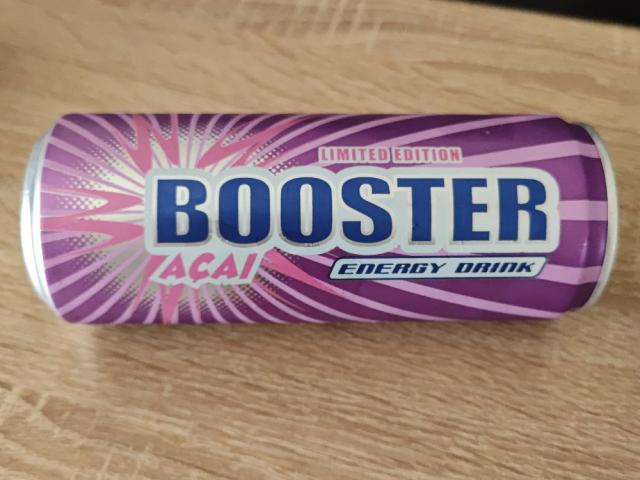 LIMITED EDITION
BOOSTER
AÇAI
ENERGY DRINK